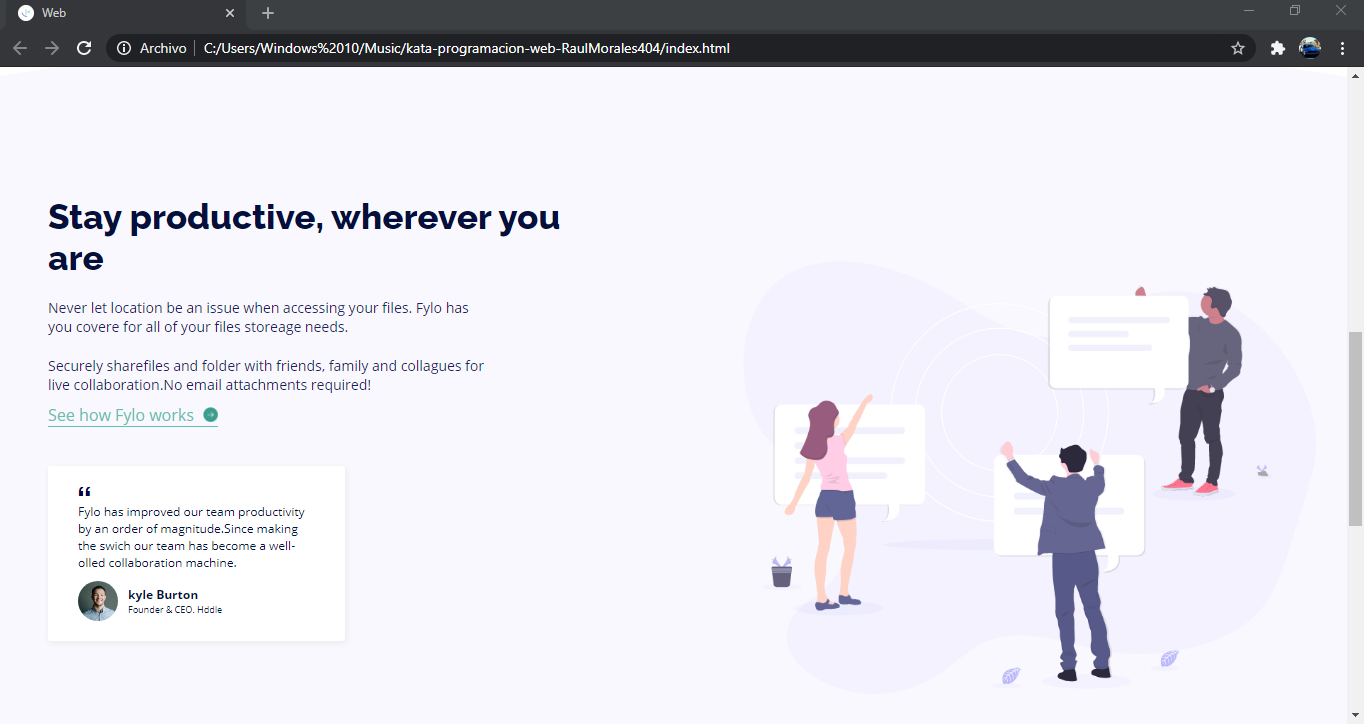 Web
Archivo C:/Users/Windows%2010/Music/kata-programacion-web-RaulMorales404/index.html
Stay productive, wherever you
are
Never let location be an issue when accessing your files. Fylo has
you covere for all of your files storeage needs.
Securely sharefiles and folder with friends, family and collagues for
live collaboration.No email attachments required!
See how Fylo works
“
Fylo has improved our team productivity
by an order of magnitude.Since making
the swich our team has become a well-
olled collaboration machine.
kyle Burton
Founder & CEO. Hddle